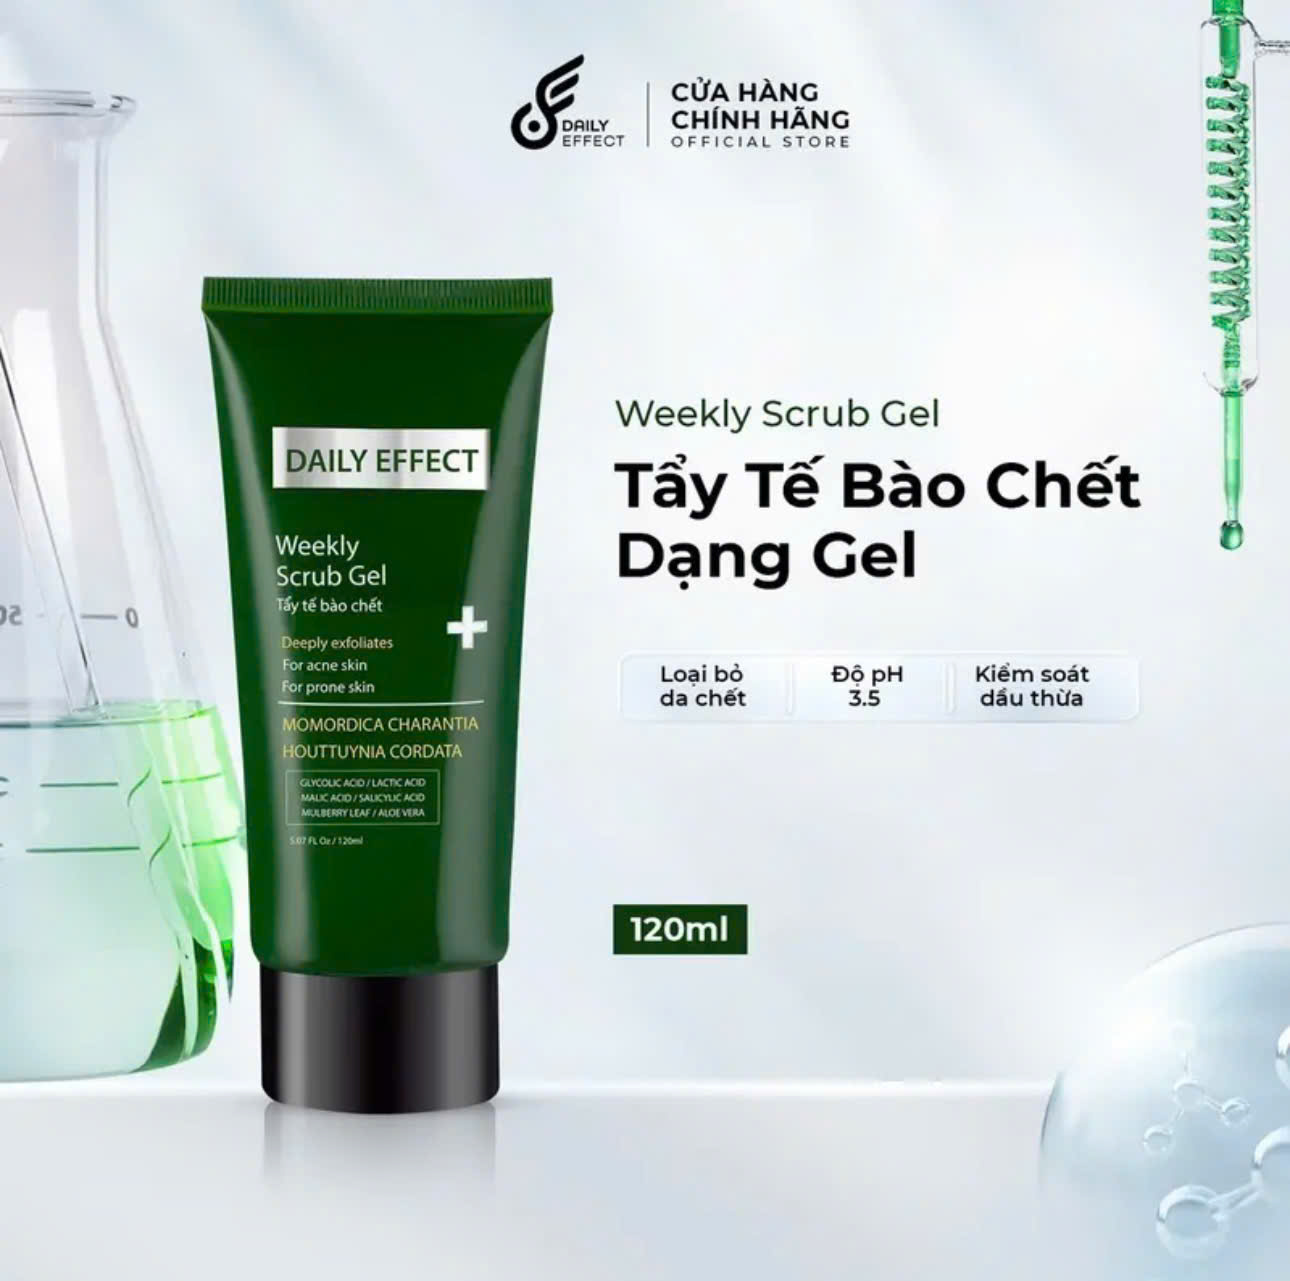 DAILY
EFFECT
CỬA HÀNG
CHÍNH HÃNG
OFFICIAL STORE
DAILY EFFECT
Weekly
Scrub Gel
Tẩy tế bào chết
Deeply exfoliates
For acne skin
For prone skin
MOMORDICA CHARANTIA
HOUTTUYNIA CORDATA
GLYCOLIC ACID / LACTIC ACID
MALIC ACID / SALICYLIC ACID
MULBERRY LEAF / ALOE VERA
5.07 FL Oz / 120ml
Weekly Scrub Gel
Tẩy Tế Bào Chết
Dạng Gel
Loại bỏ
da chết
Độ pH
3.5
Kiểm soát
dầu thừa
120ml
0